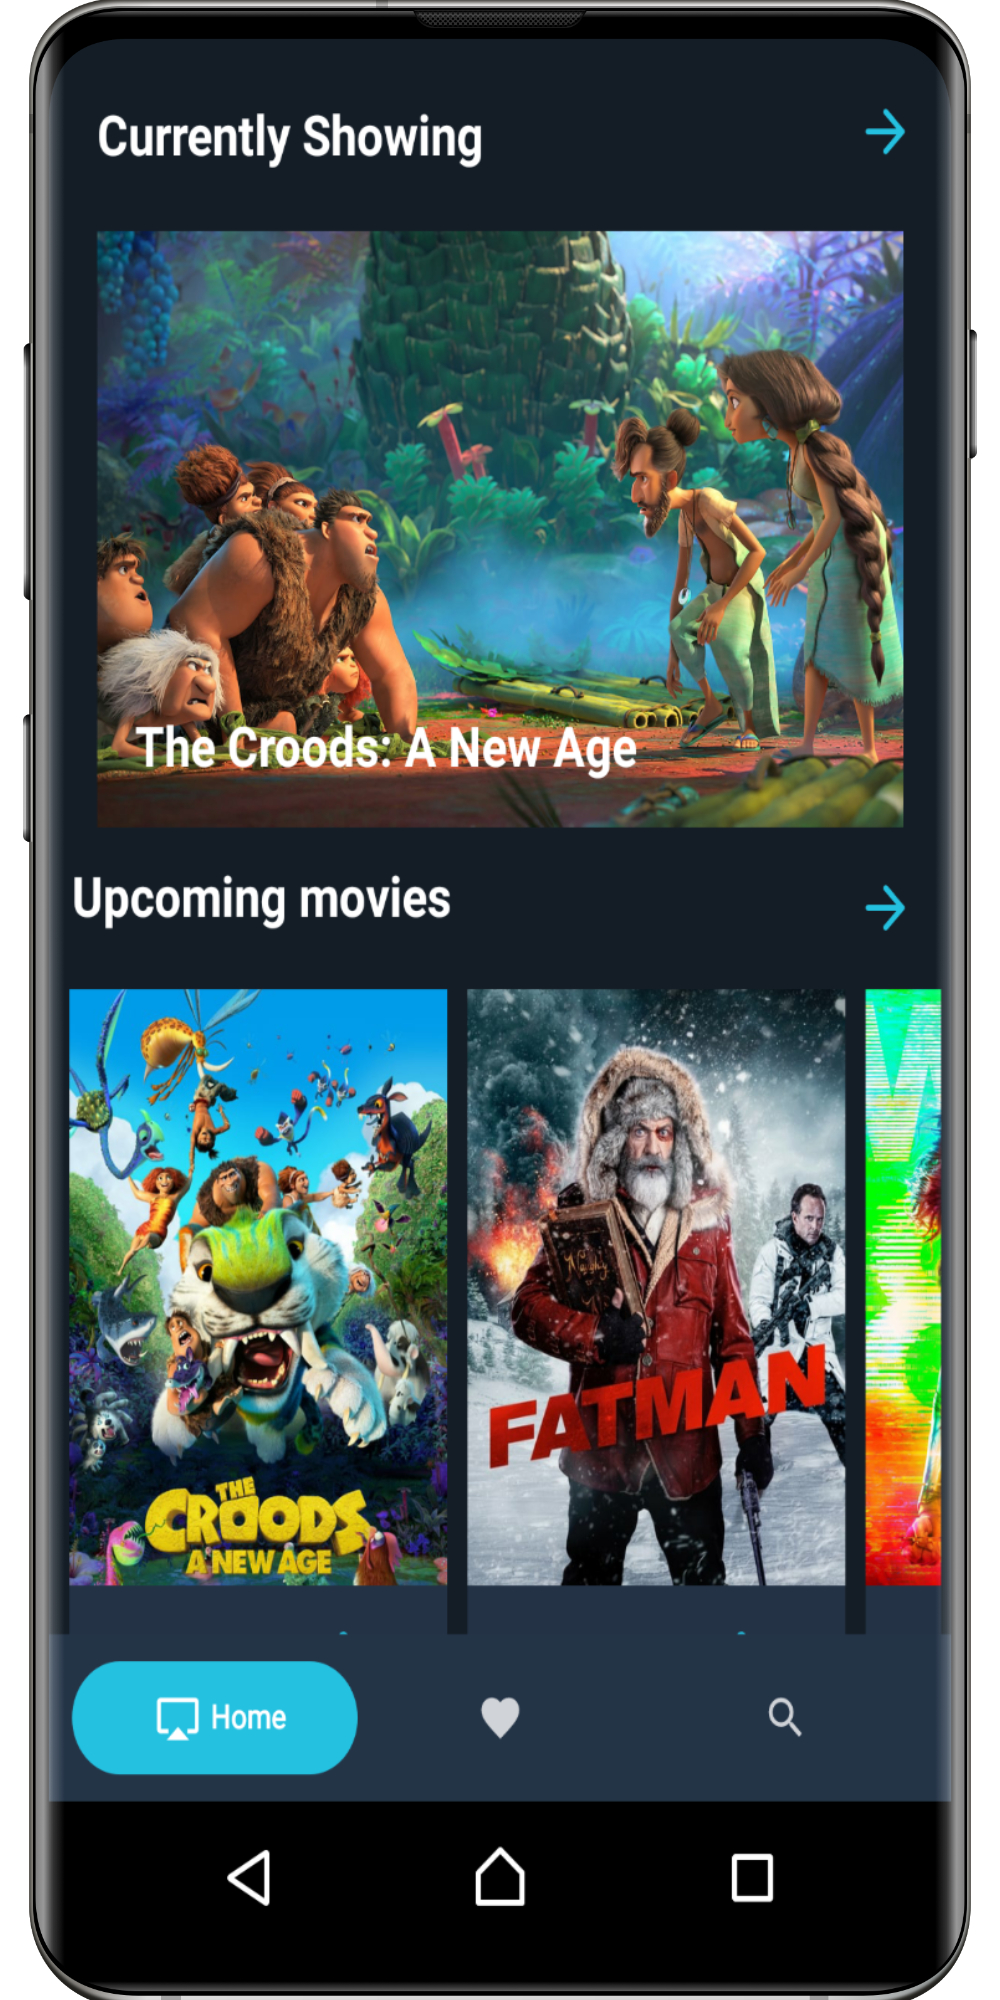 Currently Showing
The Croods: A New Age
Upcoming movies
THE
CROODS
A NEW AGE
FATMAN
Home